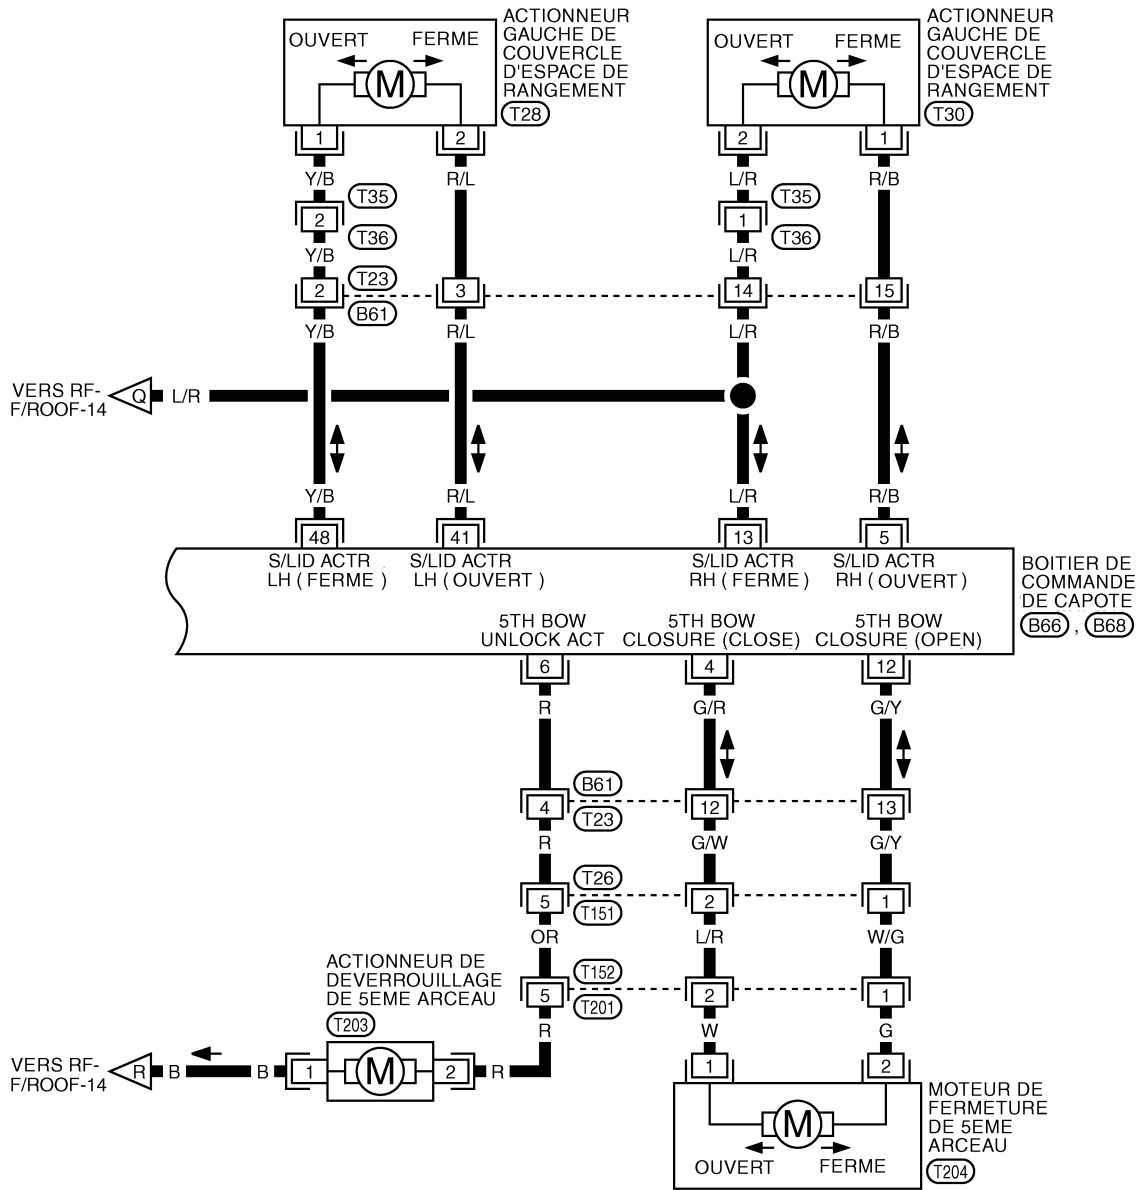 ACTIONNEUR
GAUCHE DE
COUVERCLE
D'ESPACE DE
RANGEMENT
T28
OUVERT
FERME
M
1
2
ACTIONNEUR
GAUCHE DE
COUVERCLE
D'ESPACE DE
RANGEMENT
T30
OUVERT
FERME
M
2
1
Y/B
R/L
L/R
R/B
T35
T35
2
1
T36
T36
Y/B
L/R
T23
2
3
14
15
B61
Y/B
R/L
L/R
R/B
VERS RF-
F/ROOF-14
Q
L/R
Y/B
R/L
L/R
R/B
48
41
13
5
S/LID ACTR
LH ( FERME )
S/LID ACTR
LH ( OUVERT )
S/LID ACTR
RH ( FERME )
S/LID ACTR
RH ( OUVERT )
BOITIER DE
COMMANDE
DE CAPOTE
B66 , B68
5TH BOW
UNLOCK ACT
5TH BOW
CLOSURE (CLOSE)
5TH BOW
CLOSURE (OPEN)
6
4
12
R
G/R
G/Y
B61
4
12
13
T23
R
G/W
G/Y
T26
5
2
1
T151
OR
L/R
W/G
T152
5
2
1
T201
R
W
G
ACTIONNEUR DE
DEVERROUILLAGE
DE 5EME ARCEAU
T203
VERS RF-
F/ROOF-14
R
B
B
1
M
2
R
1
2
M
OUVERT
FERME
MOTEUR DE
FERMETURE
DE 5EME
ARCEAU
T204